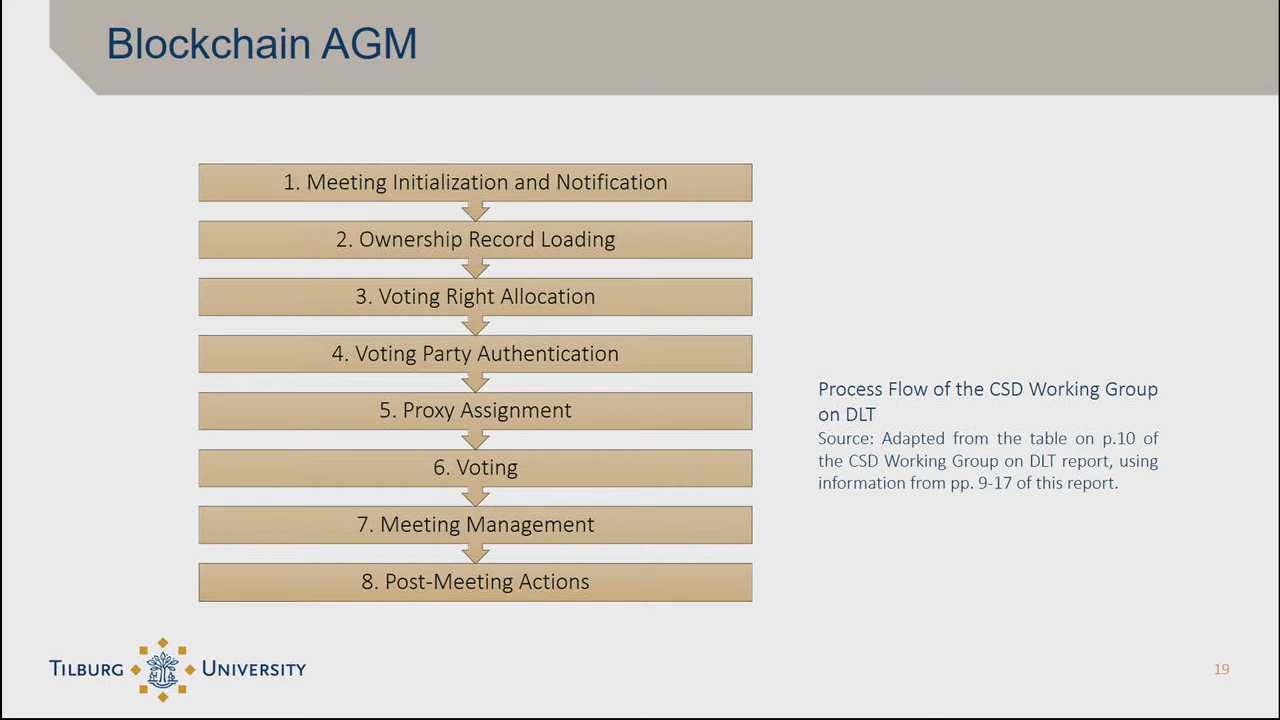 Blockchain AGM
1. Meeting Initialization and Notification
2. Ownership Record Loading
3. Voting Right Allocation
4. Voting Party Authentication
5. Proxy Assignment
6. Voting
7. Meeting Management
8. Post-Meeting Actions
Process Flow of the CSD Working Group
on DLT
Source: Adapted from the table on p.10 of
the CSD Working Group on DLT report, using
information from pp. 9-17 of this report.
TILBURG UNIVERSITY
19